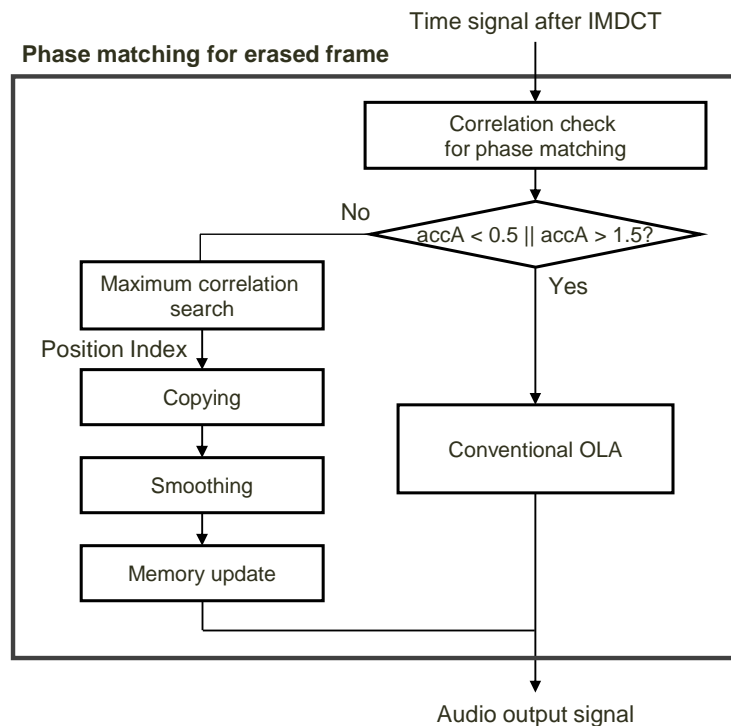 Time signal after IMDCT
Phase matching for erased frame
Correlation check
for phase matching
No
accA < 0.5 || accA > 1.5?
Yes
Maximum correlation
search
Position Index
Copying
Conventional OLA
Smoothing
Memory update
Audio output signal